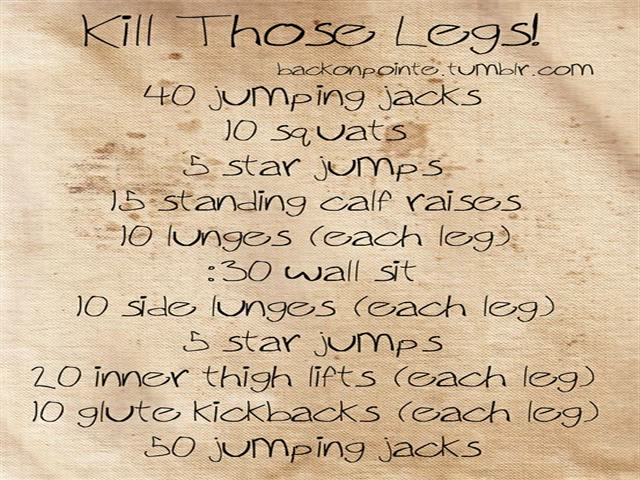 Kill Those Legs!
backonpointe.tumblr.com
40 jumping jacks
10 squats
5 star jumps
15 standing calf raises
10 lunges (each leg)
:30 wall sit
10 side lunges (each leg)
5 star jumps
20 inner thigh lifts (each leg)
10 glute kickbacks (each leg)
50 jumping jacks